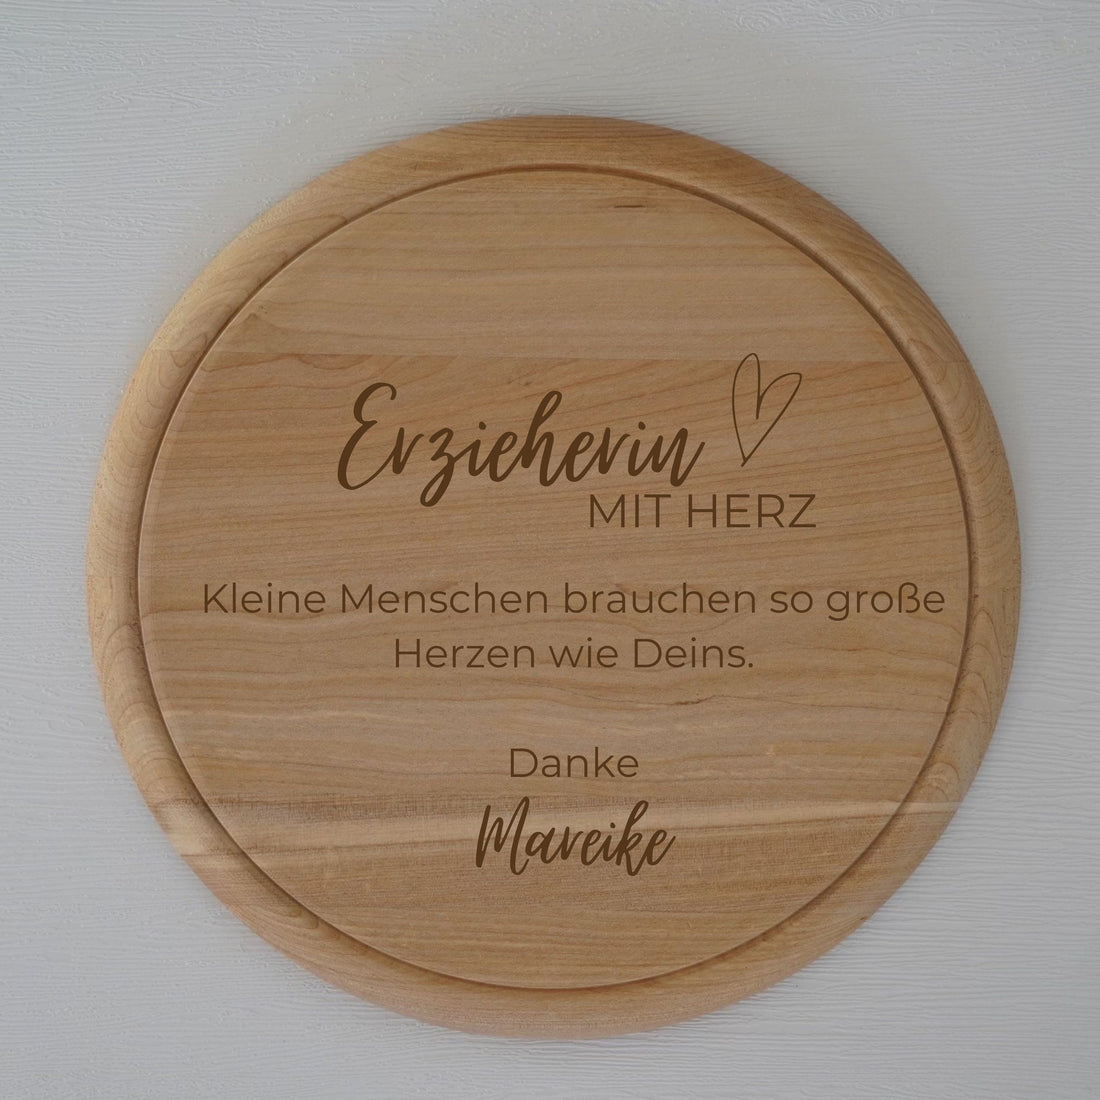 Erzieherin
MIT HERZ
Kleine Menschen brauchen so große
Herzen wie Deins.
Danke
Mareike